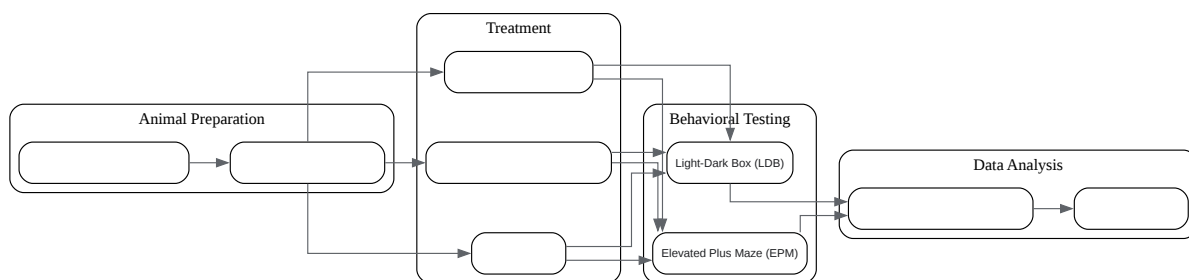 Treatment
Animal Preparation
Behavioral Testing
Light-Dark Box (LDB)
Data Analysis
Elevated Plus Maze (EPM)